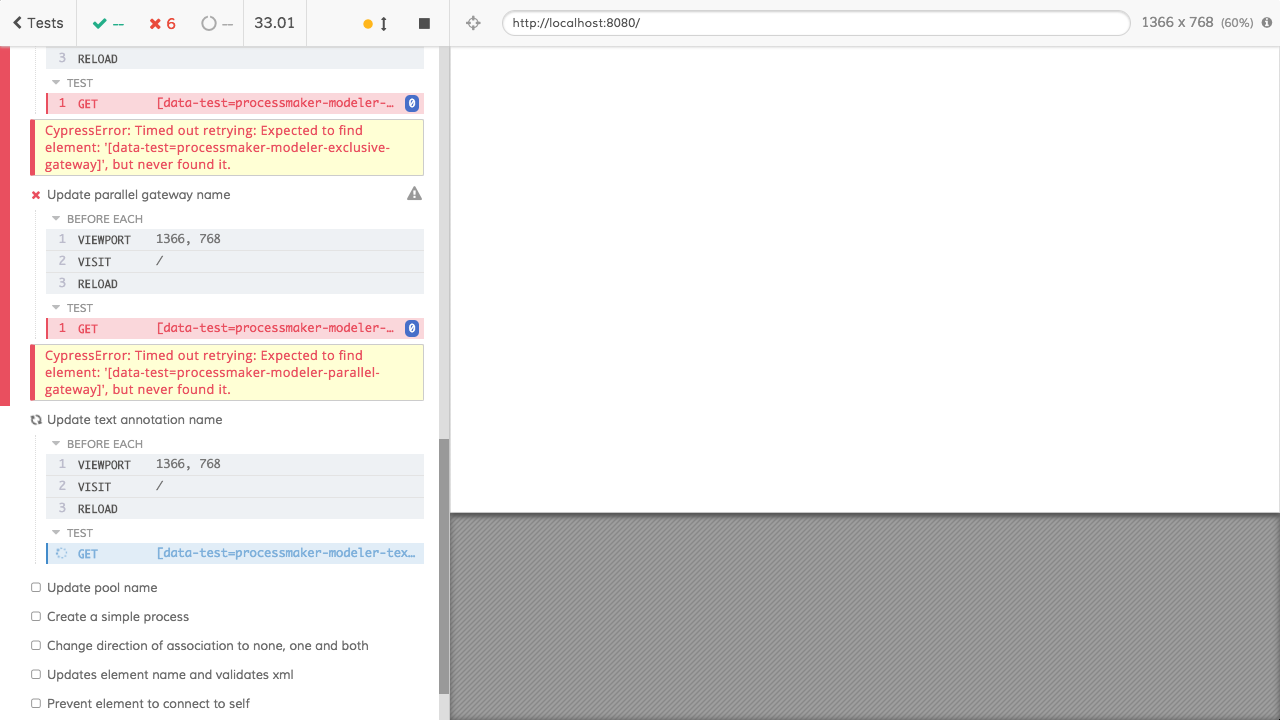 Tests -- 6 -- 33.01 http://localhost:8080/ 1366 x 768 (60%)
3 RELOAD
TEST
1 GET [data-test=processmaker-modeler-… 0
CypressError: Timed out retrying: Expected to find
element: '[data-test=processmaker-modeler-exclusive-
gateway]', but never found it.
Update parallel gateway name
BEFORE EACH
1 VIEWPORT 1366, 768
2 VISIT /
3 RELOAD
TEST
1 GET [data-test=processmaker-modeler-… 0
CypressError: Timed out retrying: Expected to find
element: '[data-test=processmaker-modeler-parallel-
gateway]', but never found it.
Update text annotation name
BEFORE EACH
1 VIEWPORT 1366, 768
2 VISIT /
3 RELOAD
TEST
GET [data-test=processmaker-modeler-tex…
Update pool name
Create a simple process
Change direction of association to none, one and both
Updates element name and validates xml
Prevent element to connect to self